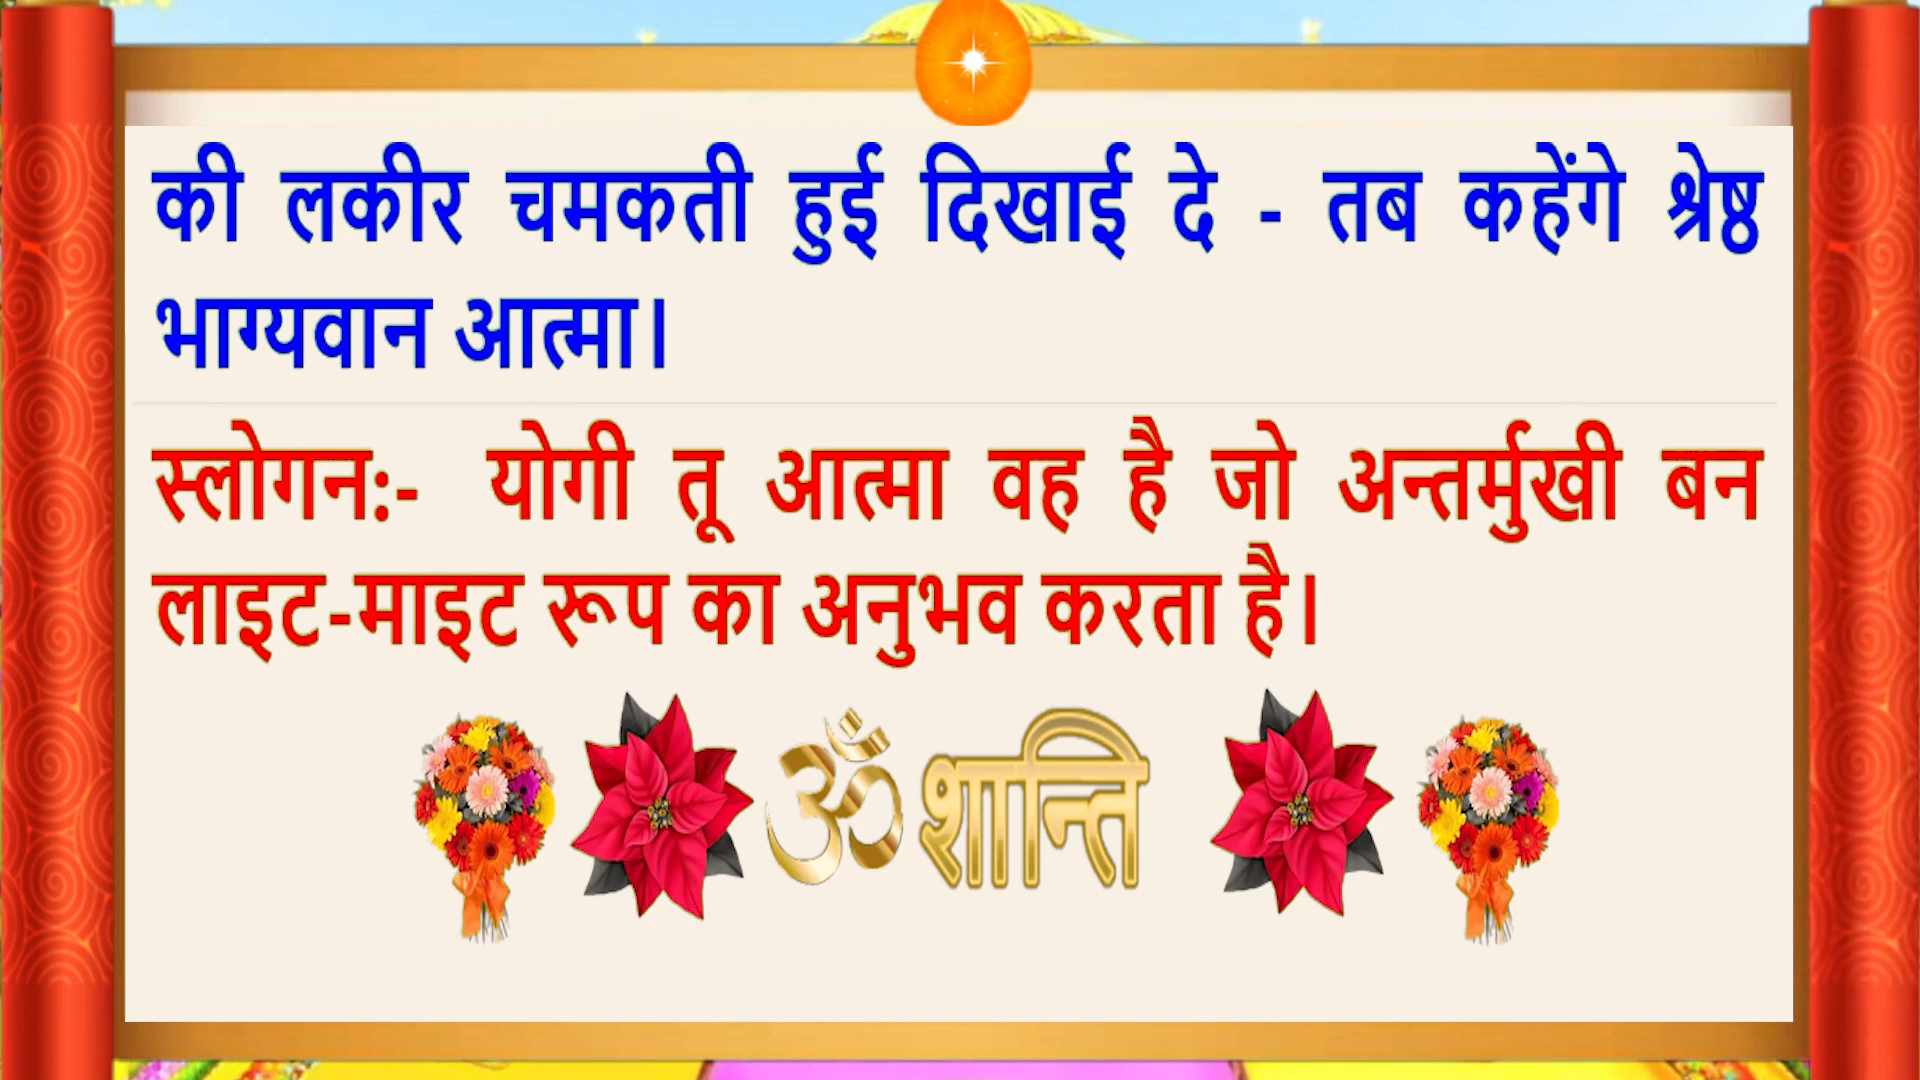 की लकीर चमकती हुई दिखाई दे - तब कहेंगे श्रेष्ठ
भाग्यवान आत्मा।
स्लोगन:- योगी तू आत्मा वह है जो अन्तर्मुखी बन
लाइट-माइट रूप का अनुभव करता है।
ॐ शान्ति